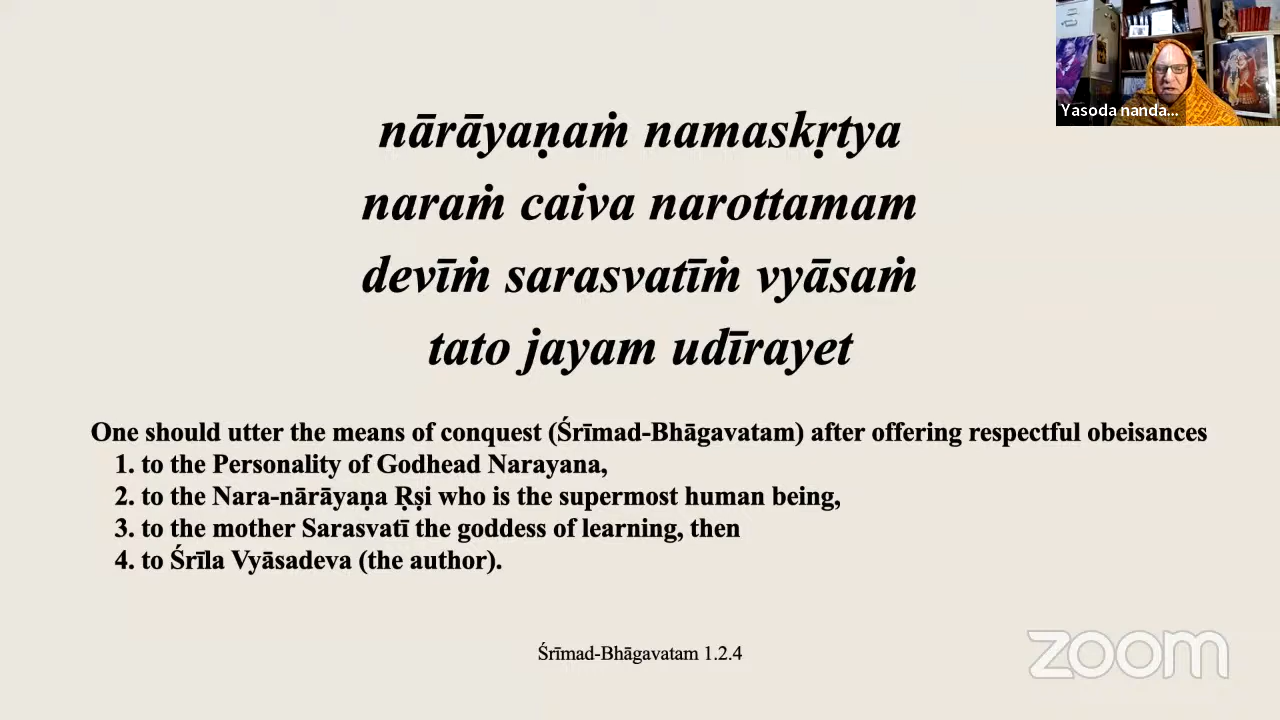 Yasoda nanda...
nārāyaṇaṁ namaskṛtya
naraṁ caiva narottamam
devīṁ sarasvatīṁ vyāsaṁ
tato jayam udīrayet
One should utter the means of conquest (Śrīmad-Bhāgavatam) after offering respectful obeisances
1. to the Personality of Godhead Narayana,
2. to the Nara-nārāyaṇa Ṛṣi who is the supermost human being,
3. to the mother Sarasvatī the goddess of learning, then
4. to Śrīla Vyāsadeva (the author).
Śrīmad-Bhāgavatam 1.2.4
zoom